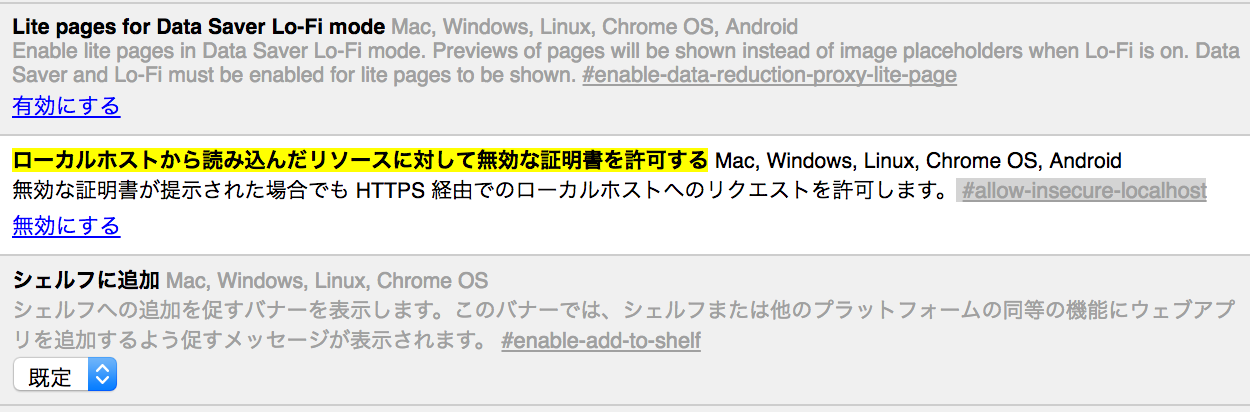 Lite pages for Data Saver Lo-Fi mode Mac, Windows, Linux, Chrome OS, Android
Enable lite pages in Data Saver Lo-Fi mode. Previews of pages will be shown instead of image placeholders when Lo-Fi is on. Data
Saver and Lo-Fi must be enabled for lite pages to be shown. #enable-data-reduction-proxy-lite-page
有効にする
ローカルホストから読み込んだリソースに対して無効な証明書を許可する Mac, Windows, Linux, Chrome OS, Android
無効な証明書が提示された場合でも HTTPS 経由でのローカルホストへのリクエストを許可します。 #allow-insecure-localhost
無効にする
シェルフに追加 Mac, Windows, Linux, Chrome OS
シェルフへの追加を促すバナーを表示します。このバナーでは、シェルフまたは他のプラットフォームの同等の機能にウェブアプ
リを追加するよう促すメッセージが表示されます。 #enable-add-to-shelf
既定